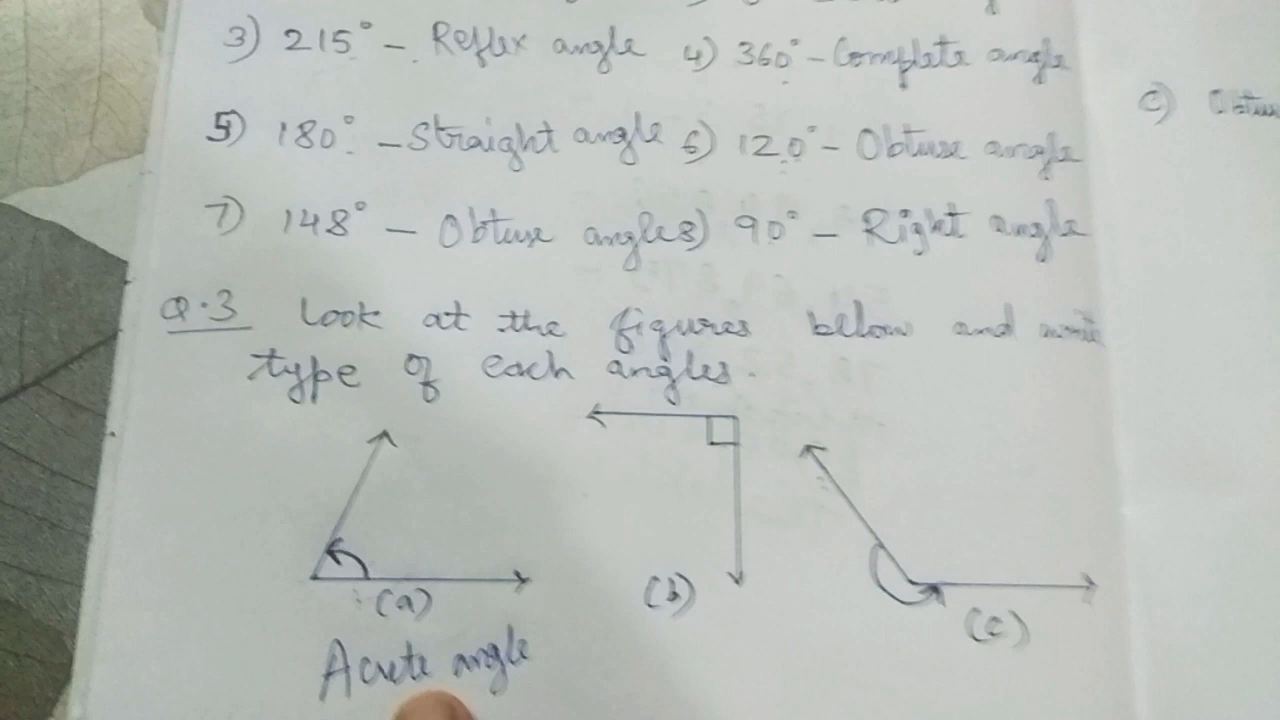 3) 215° - Reflex angle 4) 360° - Complete angle
5) 180° - Straight angle 6) 120° - Obtuse angle
7) 148° - Obtuse angle 8) 90° - Right angle
c)
Q.3 Look at the figures below and write
type of each angles.
(a) (b) (c)
Acute angle